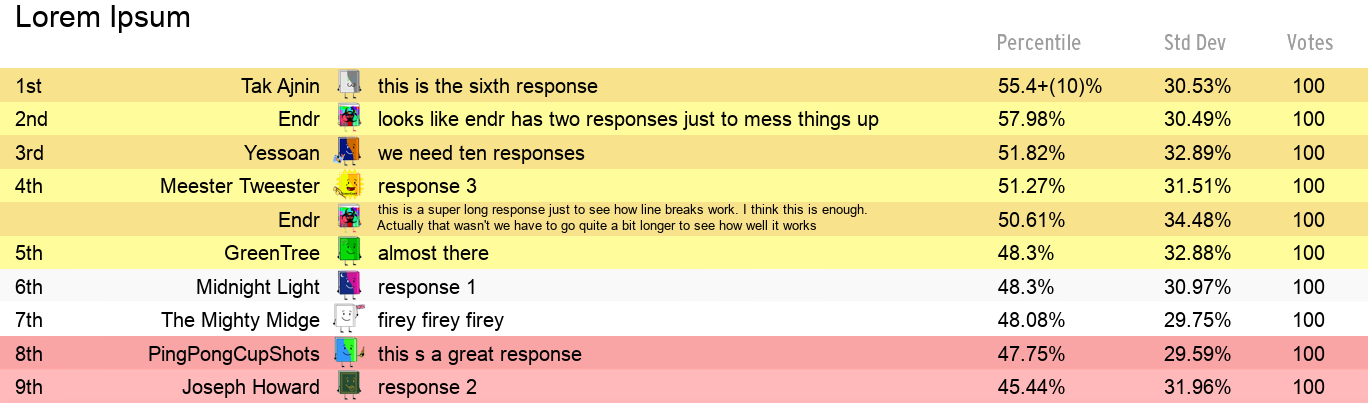 Lorem Ipsum
Percentile Std Dev Votes
1st Tak Ajnin this is the sixth response 55.4+(10)% 30.53% 100
2nd Endr looks like endr has two responses just to mess things up 57.98% 30.49% 100
3rd Yessoan we need ten responses 51.82% 32.89% 100
4th Meester Tweester response 3 51.27% 31.51% 100
Endr this is a super long response just to see how line breaks work. I think this is enough. 50.61% 34.48% 100
Actually that wasn't we have to go quite a bit longer to see how well it works
5th GreenTree almost there 48.3% 32.88% 100
6th Midnight Light response 1 48.3% 30.97% 100
7th The Mighty Midge firey firey firey 48.08% 29.75% 100
8th PingPongCupShots this s a great response 47.75% 29.59% 100
9th Joseph Howard response 2 45.44% 31.96% 100